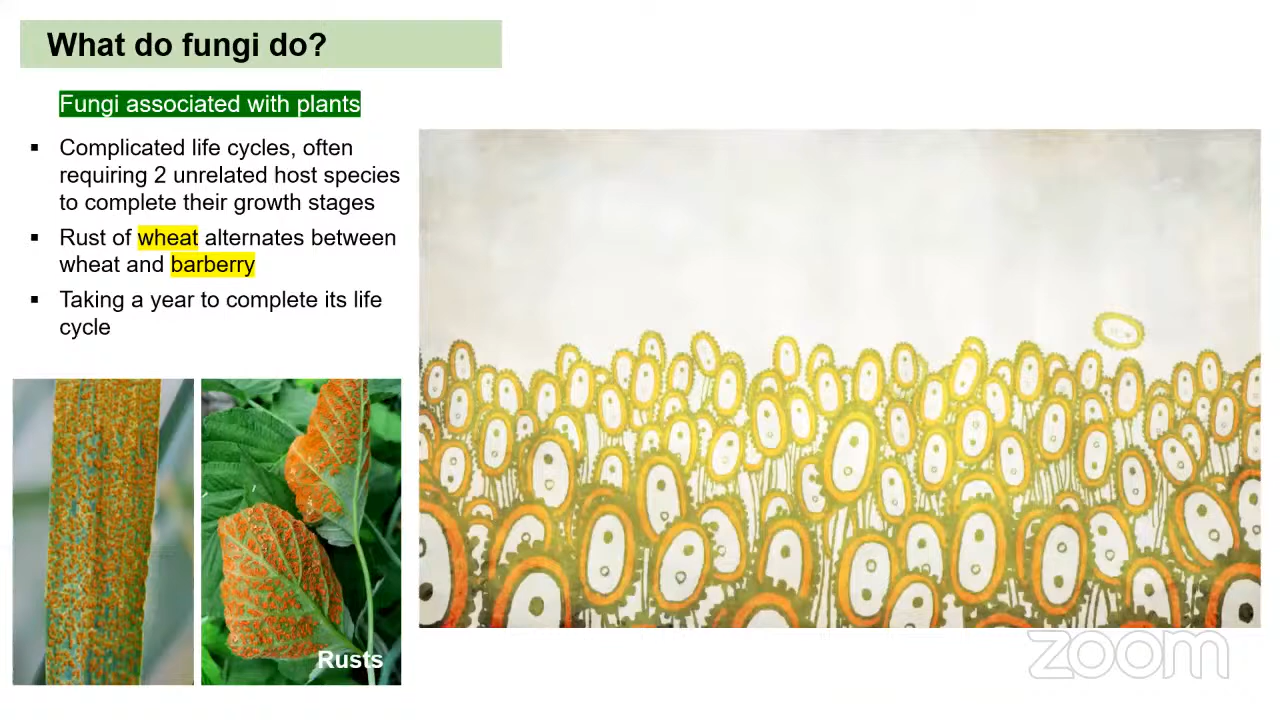 What do fungi do?
Fungi associated with plants
▪ Complicated life cycles, often
requiring 2 unrelated host species
to complete their growth stages
▪ Rust of wheat alternates between
wheat and barberry
▪ Taking a year to complete its life
cycle
Rusts
zoom